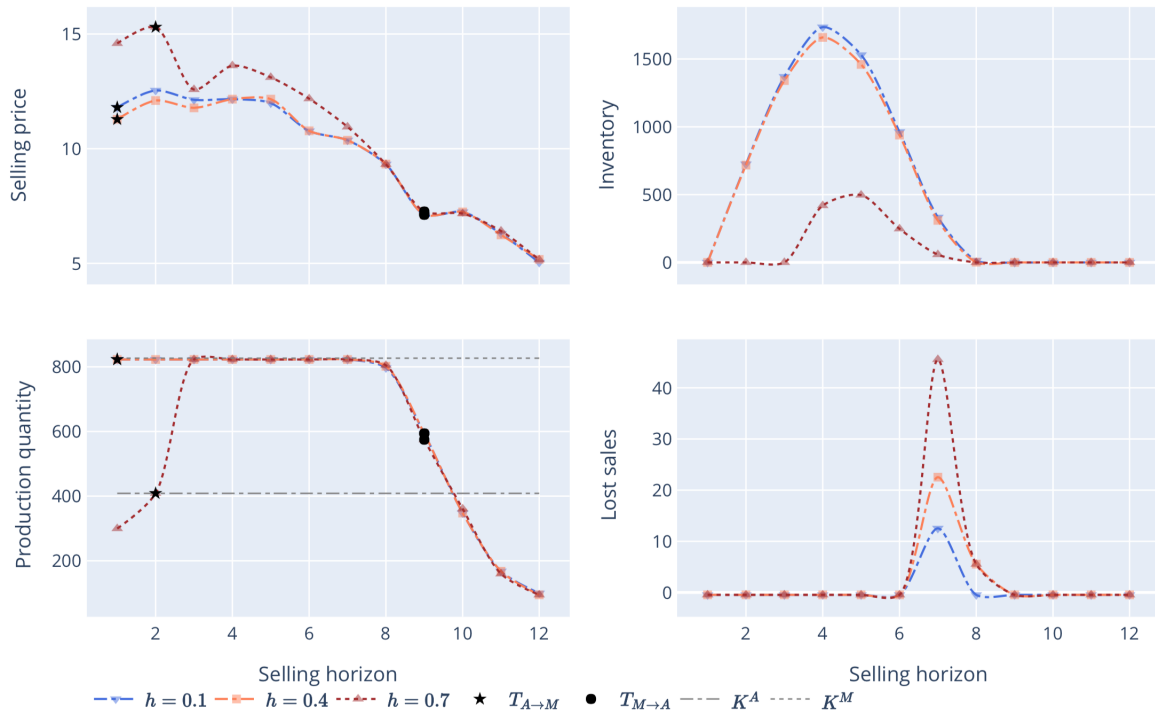 Selling price
15
10
5
Inventory
1500
1000
500
0
Production quantity
800
600
400
200
2 4 6 8 10 12
Selling horizon
Lost sales
40
30
20
10
0
2 4 6 8 10 12
Selling horizon
h = 0.1 h = 0.4 h = 0.7 T_{A→M} T_{M→A} K^A K^M